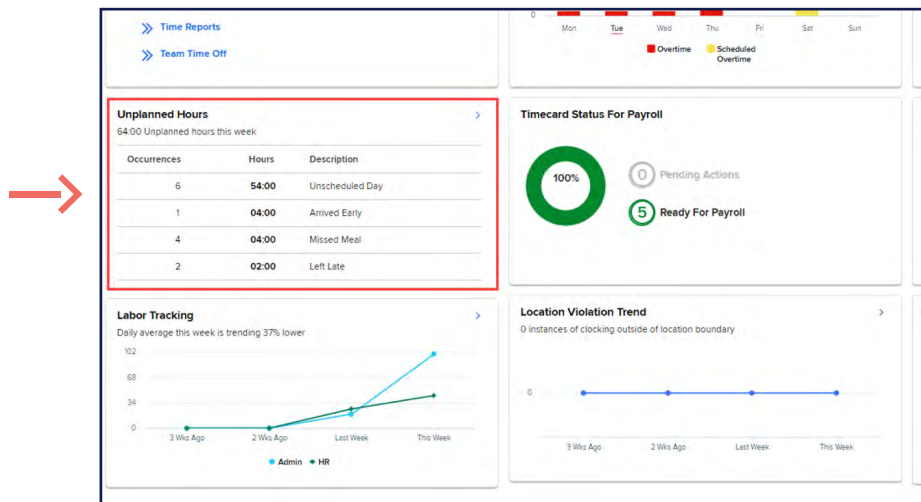 Time Reports
Team Time Off
0
Mon Tue Wed Thu Fri Sat Sun
Overtime Scheduled
Overtime
Unplanned Hours
64:00 Unplanned hours this week
Occurrences Hours Description
6 54:00 Unscheduled Day
1 04:00 Arrived Early
4 04:00 Missed Meal
2 02:00 Left Late
Timecard Status For Payroll
100%
0 Pending Actions
5 Ready For Payroll
Labor Tracking
Daily average this week is trending 37% lower
102
68
34
0
3 Wks Ago 2 Wks Ago Last Week This Week
Admin HR
Location Violation Trend
0 instances of clocking outside of location boundary
0
3 Wks Ago 2 Wks Ago Last Week This Week